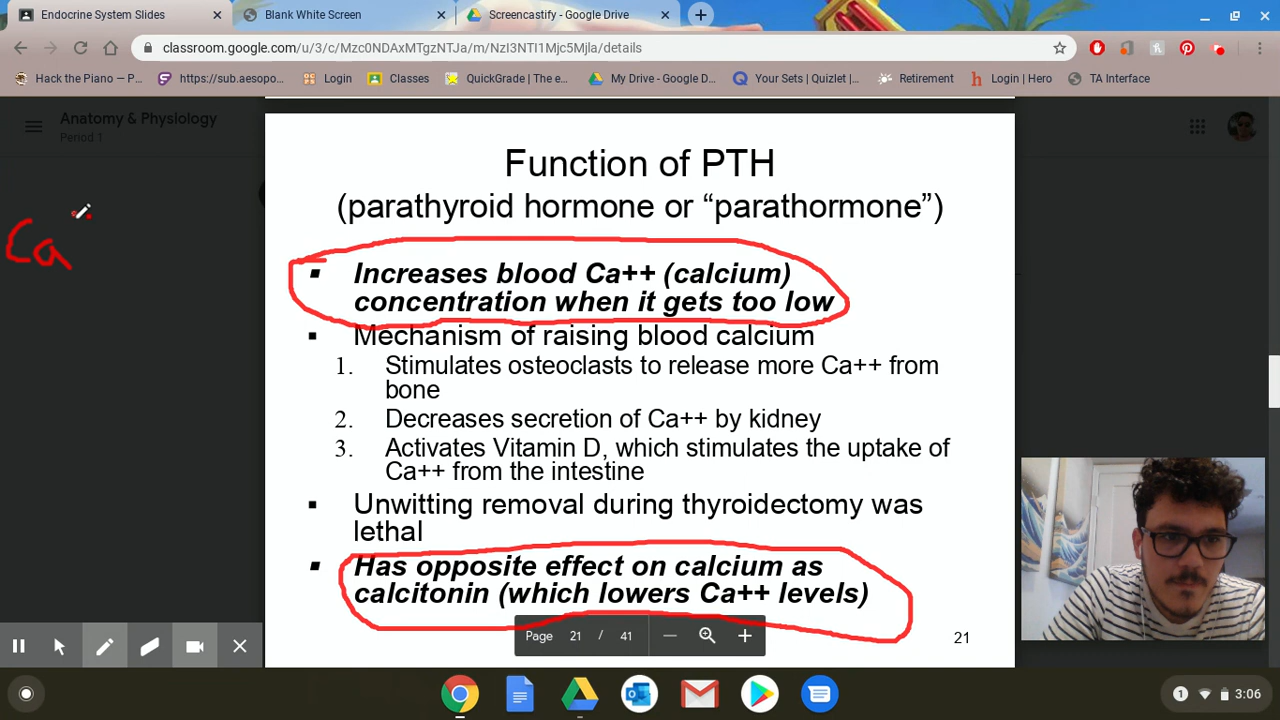 Endocrine System Slides
Blank White Screen
Screencastify - Google Drive
classroom.google.com/u/3/c/Mzc0NDAxMTgzNTJa/m/NzI3NTI1Mjc5Mjla/details
Hack the Piano — P...
https://sub.aesopo...
Login
Classes
QuickGrade | The e...
My Drive - Google D...
Your Sets | Quizlet |...
Retirement
Login | Hero
TA Interface
Anatomy & Physiology
Period 1
Ca
Function of PTH
(parathyroid hormone or “parathormone”)
▪ Increases blood Ca++ (calcium)
concentration when it gets too low
▪ Mechanism of raising blood calcium
1. Stimulates osteoclasts to release more Ca++ from
bone
2. Decreases secretion of Ca++ by kidney
3. Activates Vitamin D, which stimulates the uptake of
Ca++ from the intestine
▪ Unwitting removal during thyroidectomy was
lethal
▪ Has opposite effect on calcium as
calcitonin (which lowers Ca++ levels)
Page 21 / 41
21
1
3:06